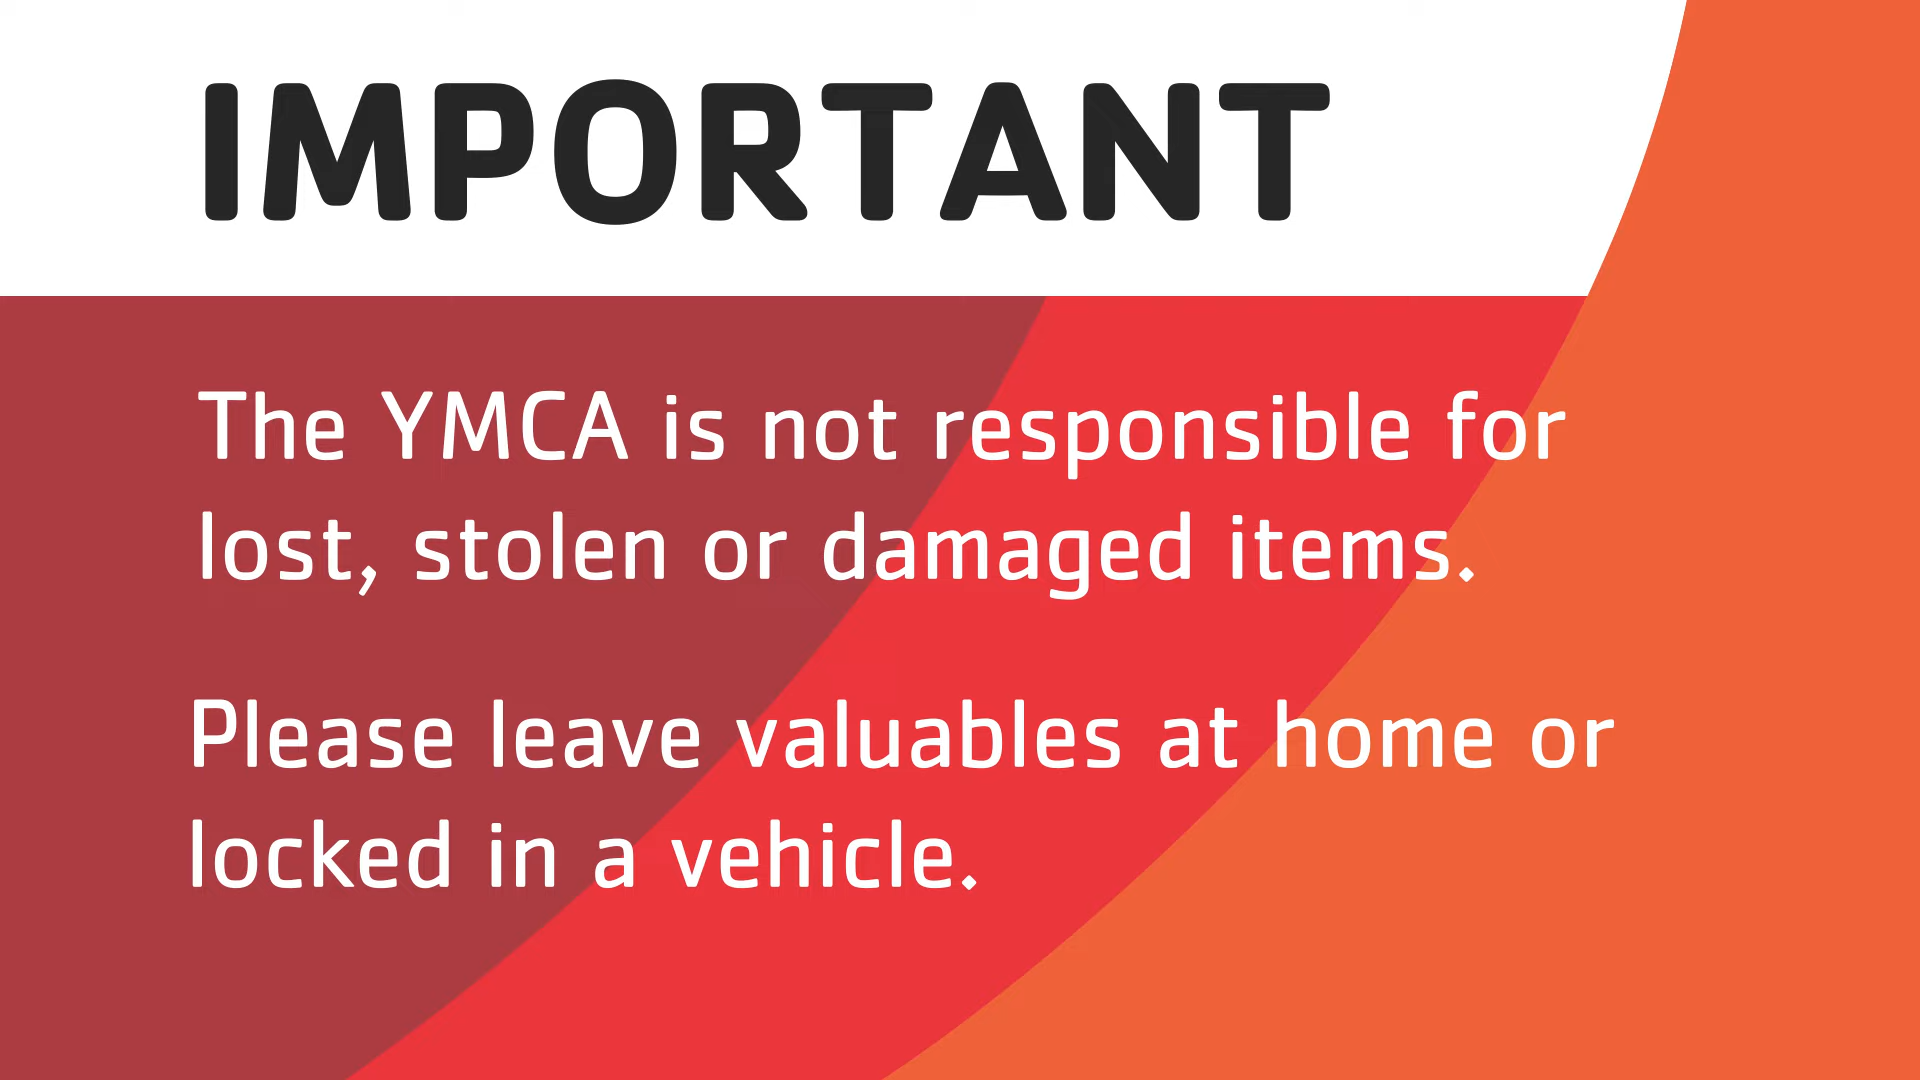 IMPORTANT
The YMCA is not responsible for
lost, stolen or damaged items.
Please leave valuables at home or
locked in a vehicle.